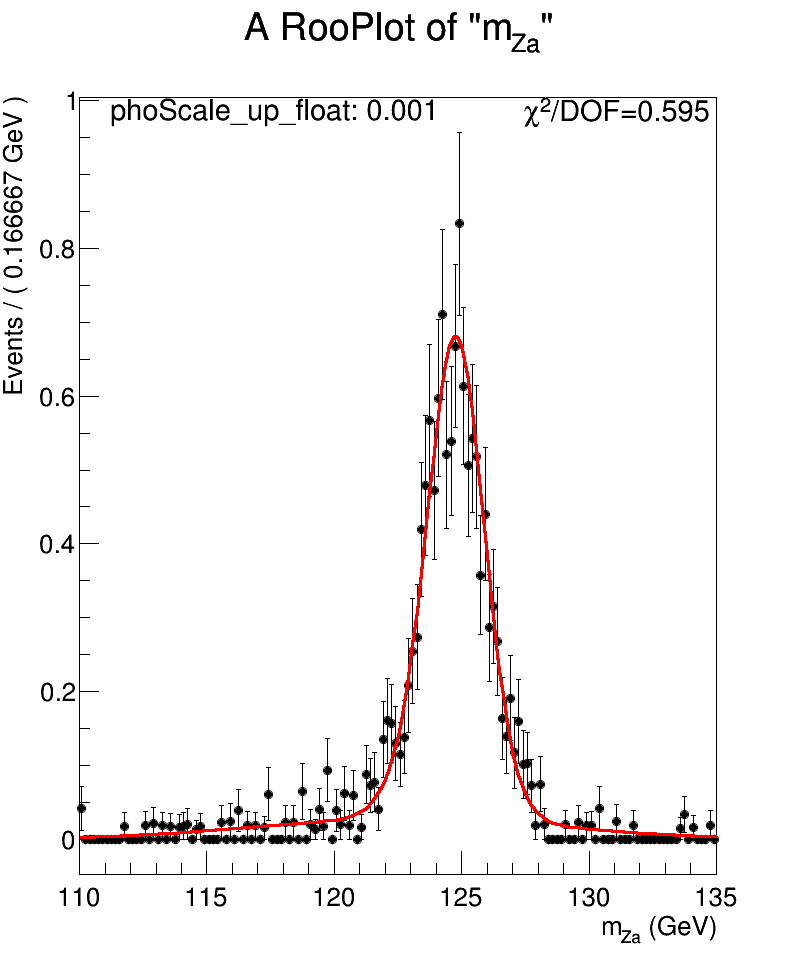 A RooPlot of "m_Za"
phoScale_up_float: 0.001 χ²/DOF=0.595
Events / ( 0.166667 GeV )
1
0.8
0.6
0.4
0.2
0
110 115 120 125 130 135
m_Za (GeV)